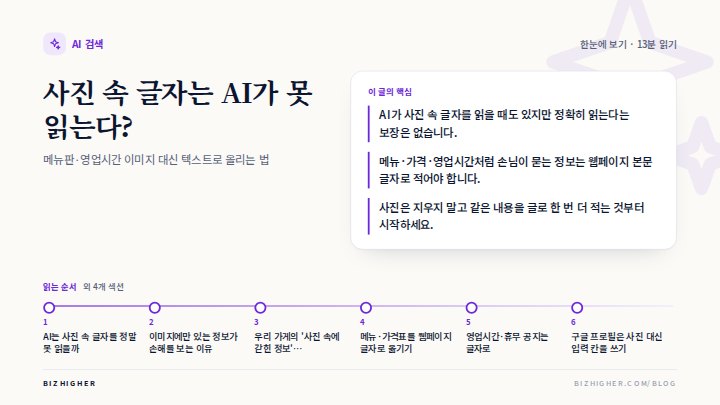 AI 검색
한눈에 보기 · 13분 읽기
사진 속 글자는 AI가 못
읽는다?
메뉴판·영업시간 이미지 대신 텍스트로 올리는 법
이 글의 핵심
AI가 사진 속 글자를 읽을 때도 있지만 정확히 읽는다는
보장은 없습니다.
메뉴·가격·영업시간처럼 손님이 묻는 정보는 웹페이지 본문
글자로 적어야 합니다.
사진은 지우지 말고 같은 내용을 글로 한 번 더 적는 것부터
시작하세요.
읽는 순서 외 4개 섹션
1
AI는 사진 속 글자를 정말
못 읽을까
2
이미지에만 있는 정보가
손해를 보는 이유
3
우리 가게의 '사진 속에
갇힌 정보'…
4
메뉴·가격표를 웹페이지
글자로 옮기기
5
영업시간·휴무 공지는
글자로
6
구글 프로필은 사진 대신
입력 칸을 쓰기
BIZHIGHER
BIZHIGHER.COM/BLOG